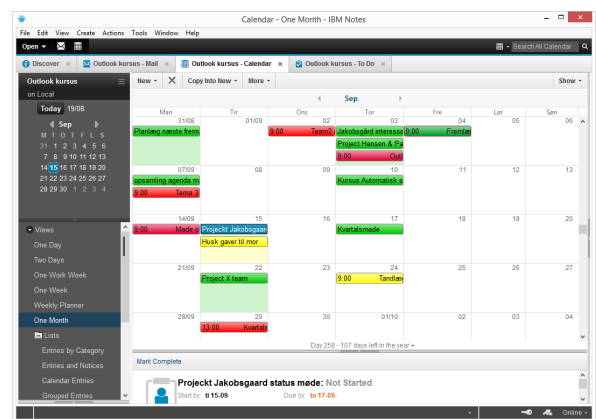 Calendar - One Month - IBM Notes
File Edit View Create Actions Tools Window Help
Open
Search All Calendar
Discover × Outlook kursus - Mail × Outlook kursus - Calendar × Outlook kursus - To Do ×
Outlook kursus
on Local
New Copy Into New More Show
Today 19/08
Sep
M T O T F L S
31 1 2 3 4 5 6
7 8 9 10 11 12 13
14 15 16 17 18 19 20
21 22 23 24 25 26 27
28 29 30 1 2 3 4
Views
One Day
Two Days
One Work Week
One Week
Weekly Planner
One Month
Lists
Entries by Category
Entries and Notices
Calendar Entries
Grouped Entries
Sep
Man Tir Ons Tor Fre Lør Søn
31/08 01/09 02 03 04 05 06
Planlæg næste frem
9:00 Team2
Jakobsgård interesse
9:00 Fremlæ
Project Hansen & Pa
9:00
07/09 08 09 10 11 12 13
opsamling agenda m
Kursus Automatisk s
9:00 Tema 3
14/09 15 16 17 18 19 20
9:00 Møde
Projeckt Jakobsgaar
Kvartalsmøde
Husk gaver til mor
21/09 22 23 24 25 26 27
Project X team
9:00 Tandlæ
28/09 29 30 01/10 02 03 04
13:00 Kvartals
Day 258 - 107 days left in the year
Mark Complete
Projeckt Jakobsgaard status møde: Not Started
Start by: ti 15-09- Due by: to 17-09-
Online